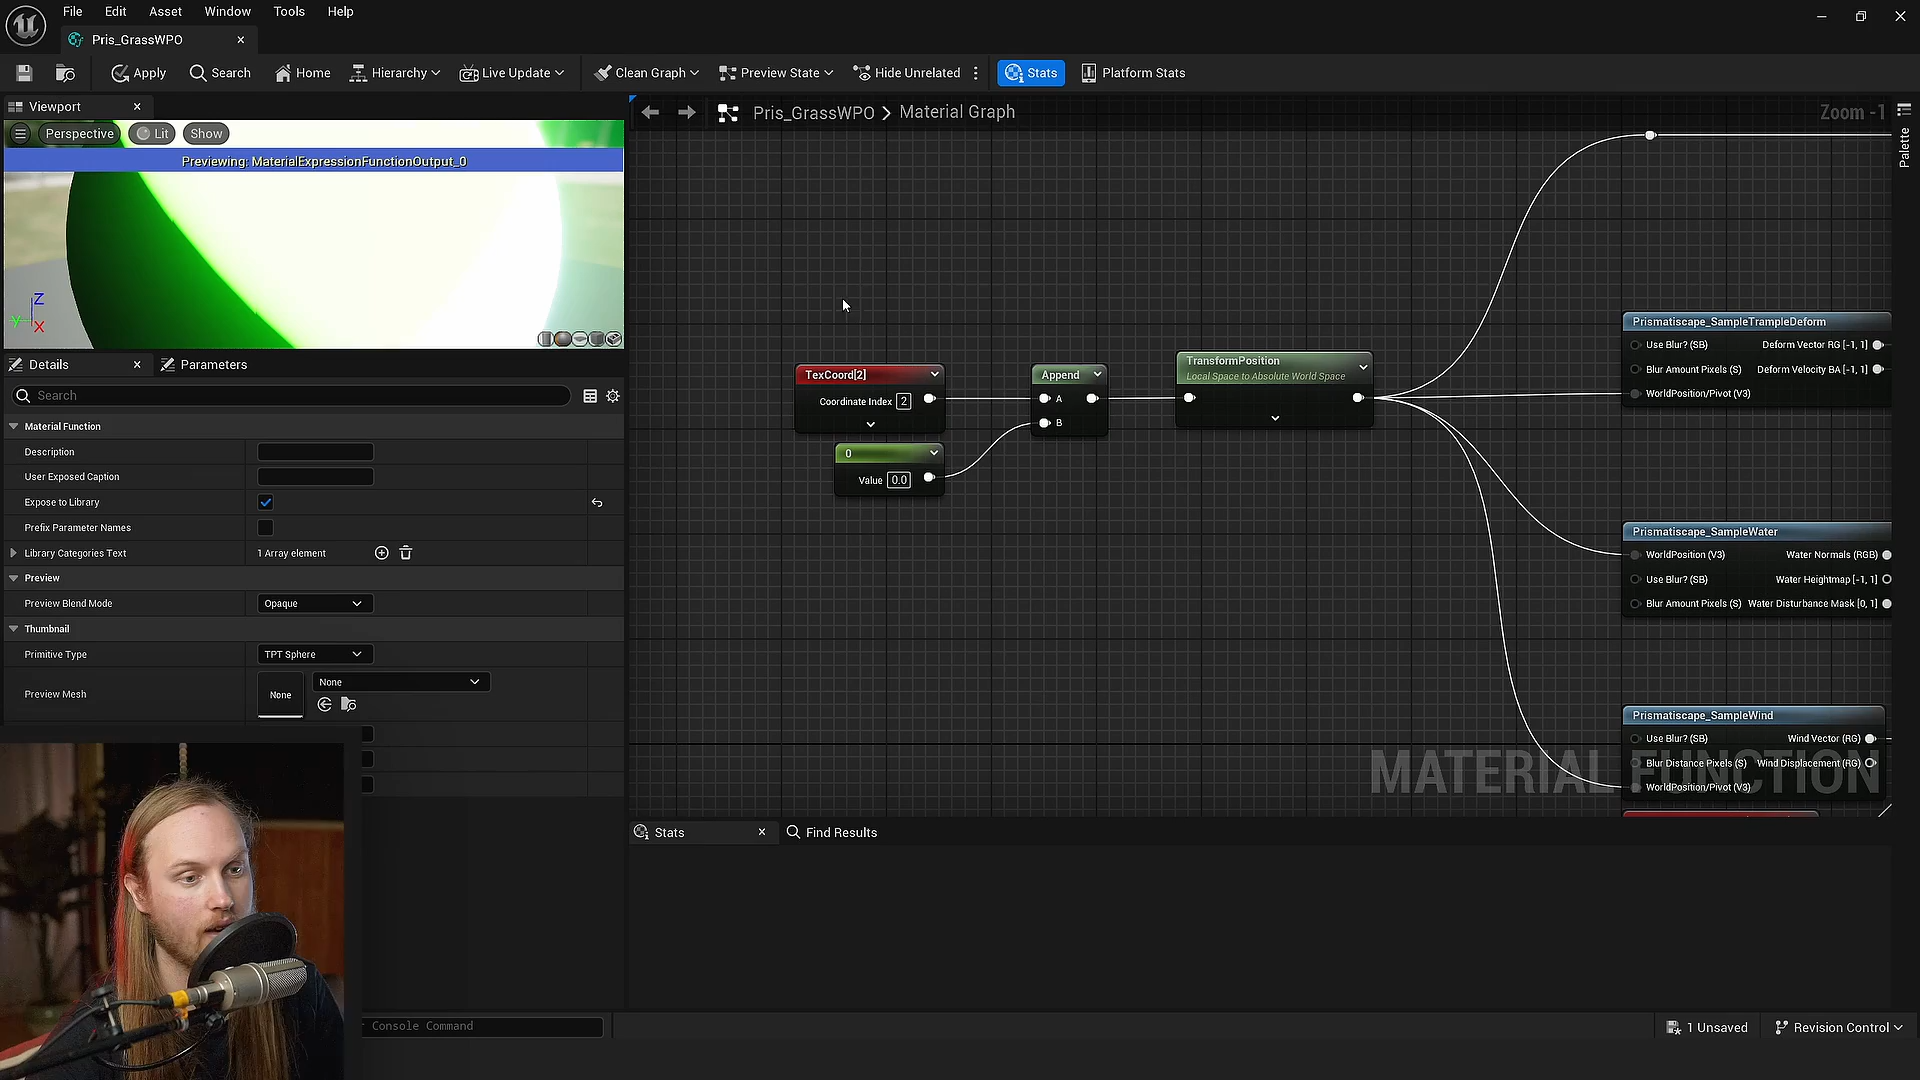 File Edit Asset Window Tools Help
Pris_GrassWPO
Apply Search Home Hierarchy Live Update Clean Graph Preview State Hide Unrelated Stats Platform Stats
Viewport
Perspective Lit Show
Previewing: MaterialExpressionFunctionOutput_0
Z
Y
X
Details Parameters
Search
Material Function
Description
User Exposed Caption
Expose to Library
Prefix Parameter Names
Library Categories Text 1 Array element
Preview
Preview Blend Mode Opaque
Thumbnail
Primitive Type TPT Sphere
Preview Mesh None None
Console Command
Pris_GrassWPO > Material Graph
Zoom -1
Palette
TexCoord[2]
Coordinate Index 2
0
Value 0.0
Append
A
B
TransformPosition
Local Space to Absolute World Space
Prismatiscape_SampleTrampleDeform
Use Blur? (SB) Deform Vector RG [-1, 1]
Blur Amount Pixels (S) Deform Velocity BA [-1, 1]
WorldPosition/Pivot (V3)
Prismatiscape_SampleWater
WorldPosition (V3) Water Normals (RGB)
Use Blur? (SB) Water Heightmap [-1, 1]
Blur Amount Pixels (S) Water Disturbance Mask [0, 1]
Prismatiscape_SampleWind
Use Blur? (SB) Wind Vector (RG)
Blur Distance Pixels (S) Wind Displacement (RG)
WorldPosition/Pivot (V3)
MATERIAL FUNCTION
Stats Find Results
1 Unsaved Revision Control